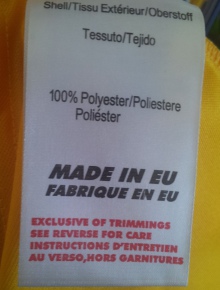 Shell/Tissu Extérieur/Oberstoff
Tessuto/Tejido
100% Polyester/Poliestere
Poliéster
MADE IN EU
FABRIQUE EN EU
EXCLUSIVE OF TRIMMINGS
SEE REVERSE FOR CARE
INSTRUCTIONS D'ENTRETIEN
AU VERSO,HORS GARNITURES